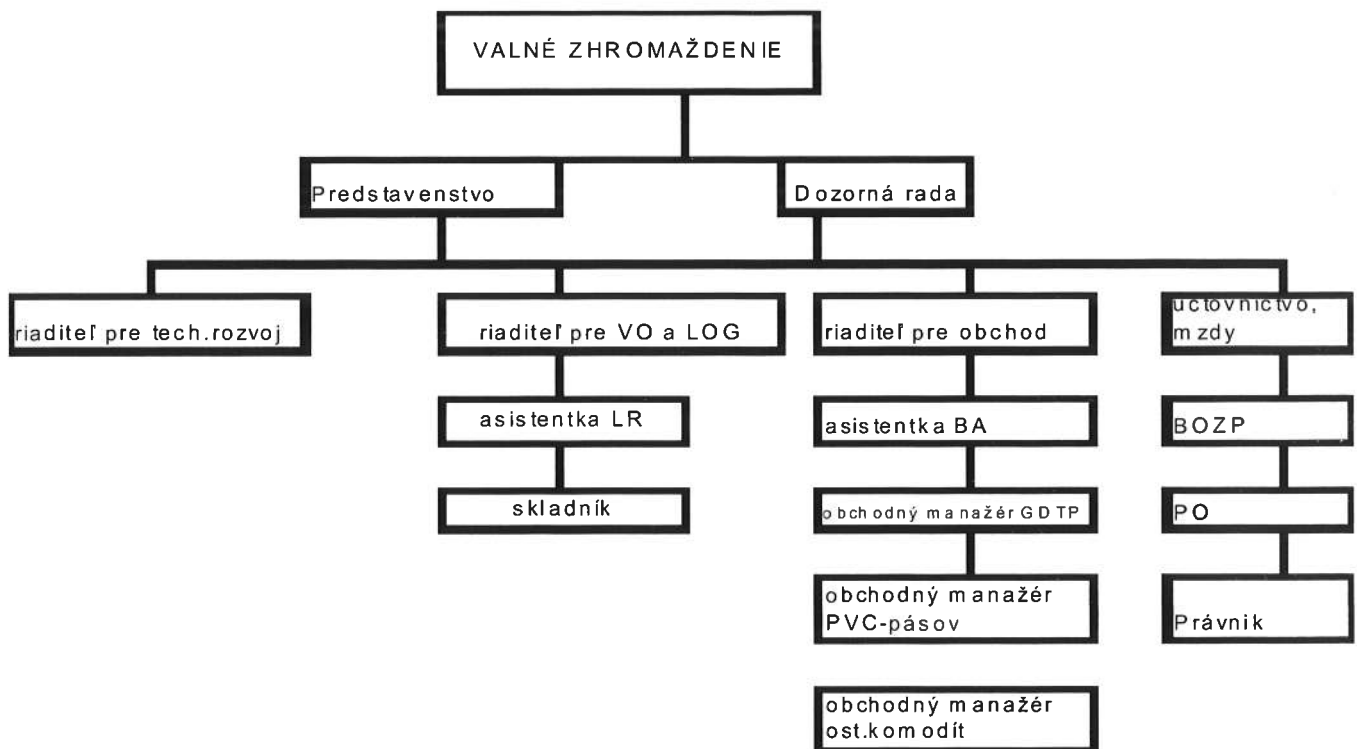 VALNÉ ZHROMAŽDENIE
Predstavenstvo
Dozorná rada
riaditeľ pre tech.rozvoj
riaditeľ pre VO a LOG
riaditeľ pre obchod
účtovníctvo,
mzdy
asistentka LR
asistentka BA
BOZP
skladník
obchodný manažér GDTP
PO
obchodný manažér
PVC-pásov
Právnik
obchodný manažér
ost.komodít